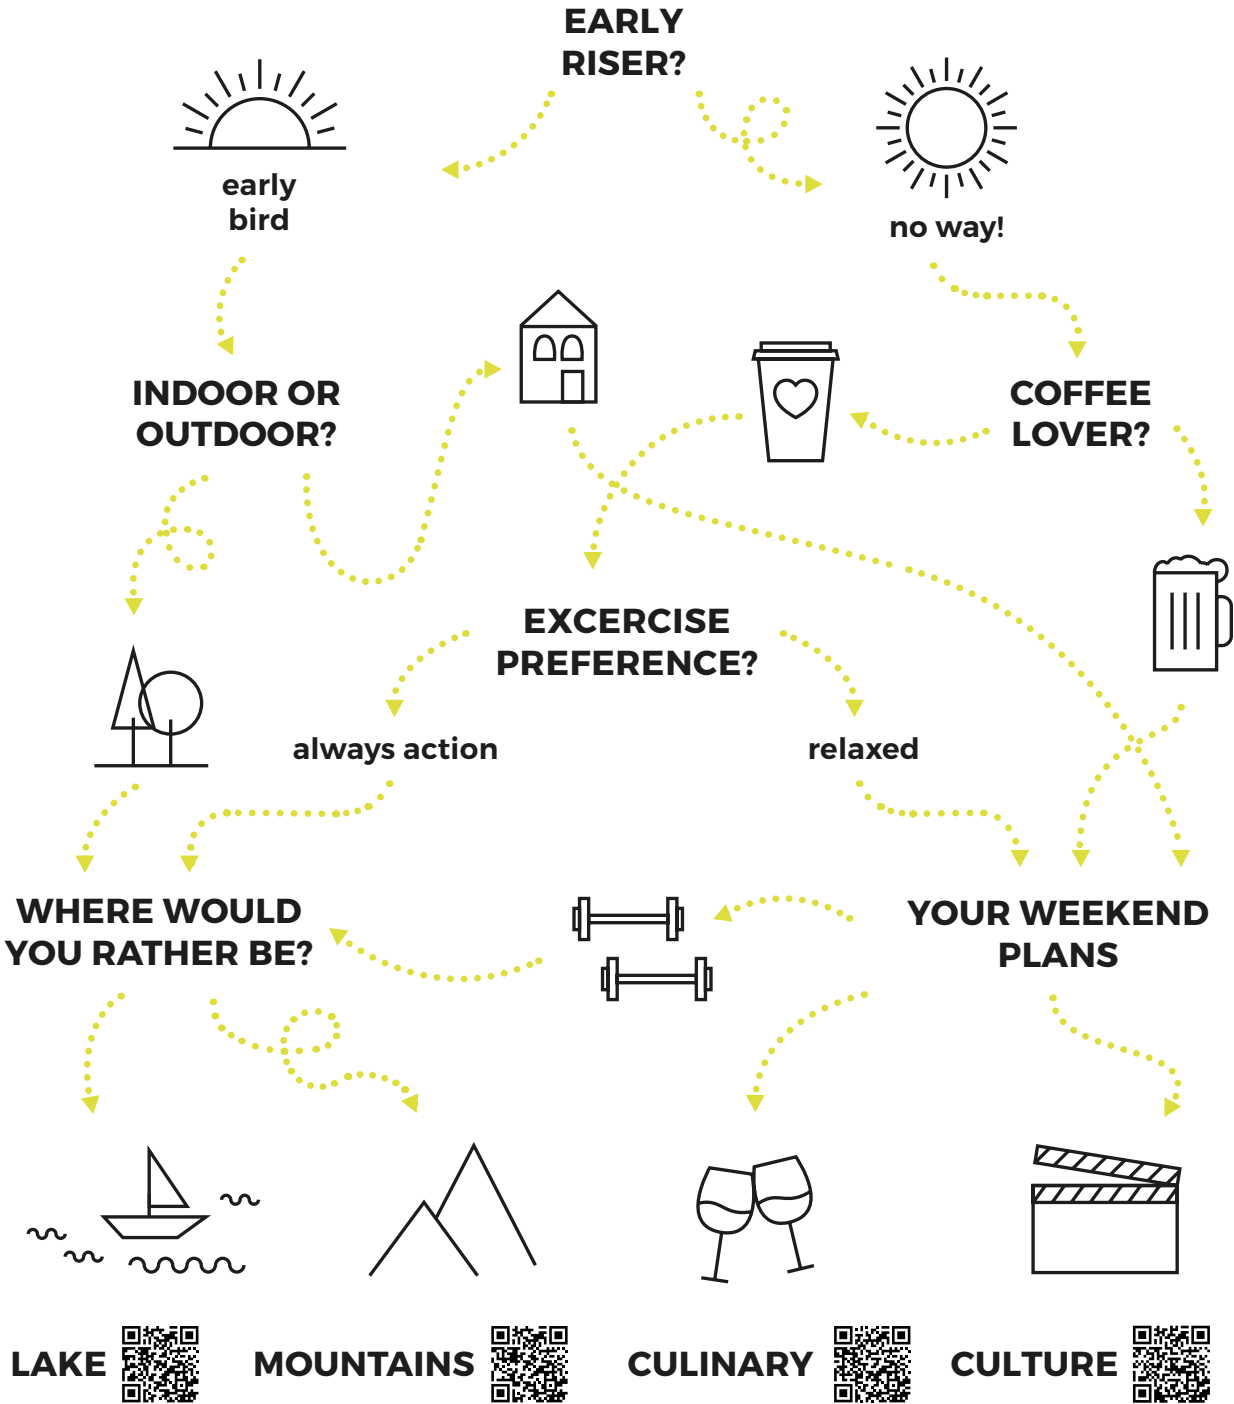 EARLY
RISER?
early
bird
no way!
INDOOR OR
OUTDOOR?
COFFEE
LOVER?
EXCERCISE
PREFERENCE?
always action
relaxed
WHERE WOULD
YOU RATHER BE?
YOUR WEEKEND
PLANS
LAKE
MOUNTAINS
CULINARY
CULTURE